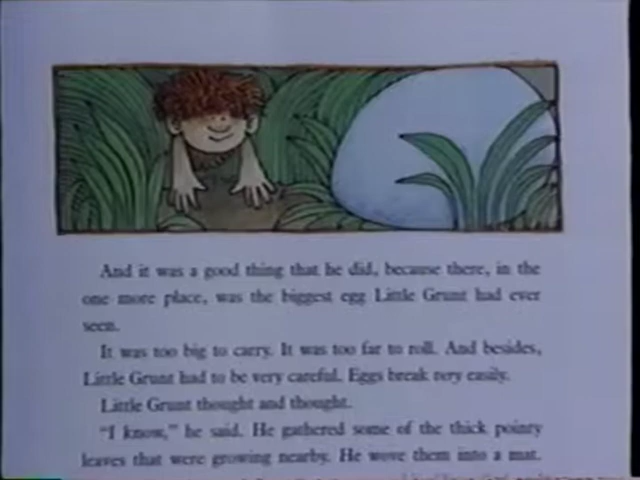 And it was a good thing that he did, because there, in the
one more place, was the biggest egg Little Grunt had ever
seen.
It was too big to carry. It was too far to roll. And besides,
Little Grunt had to be very careful. Eggs break very easily.
Little Grunt thought and thought.
"I know," he said. He gathered some of the thick pointy
leaves that were growing nearby. He wove them into a mat.